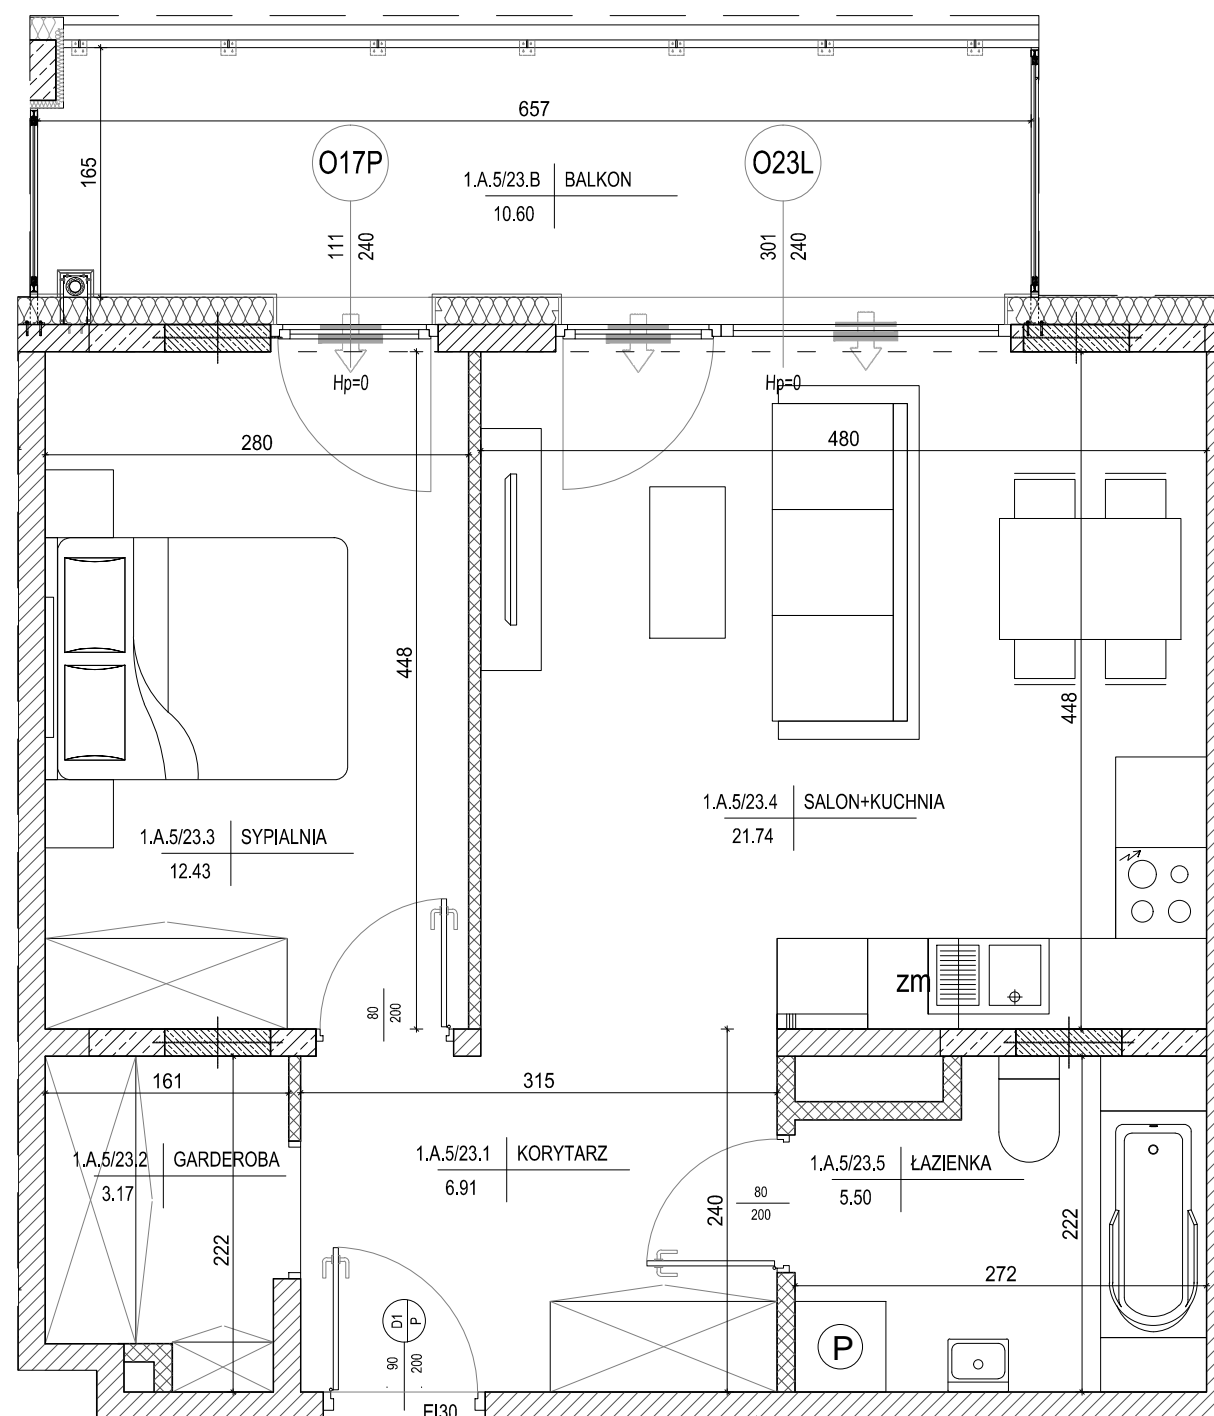 657
165
O17P
O23L
1.A.5/23.B BALKON
10.60
111
240
301
240
Hp=0
Hp=0
280
480
448
448
1.A.5/23.4 SALON+KUCHNIA
21.74
1.A.5/23.3 SYPIALNIA
12.43
zm
80
200
161
315
1.A.5/23.2 GARDEROBA
3.17
1.A.5/23.1 KORYTARZ
6.91
1.A.5/23.5 ŁAZIENKA
5.50
80
200
222
240
222
272
D1
P
90
200
P
EI30